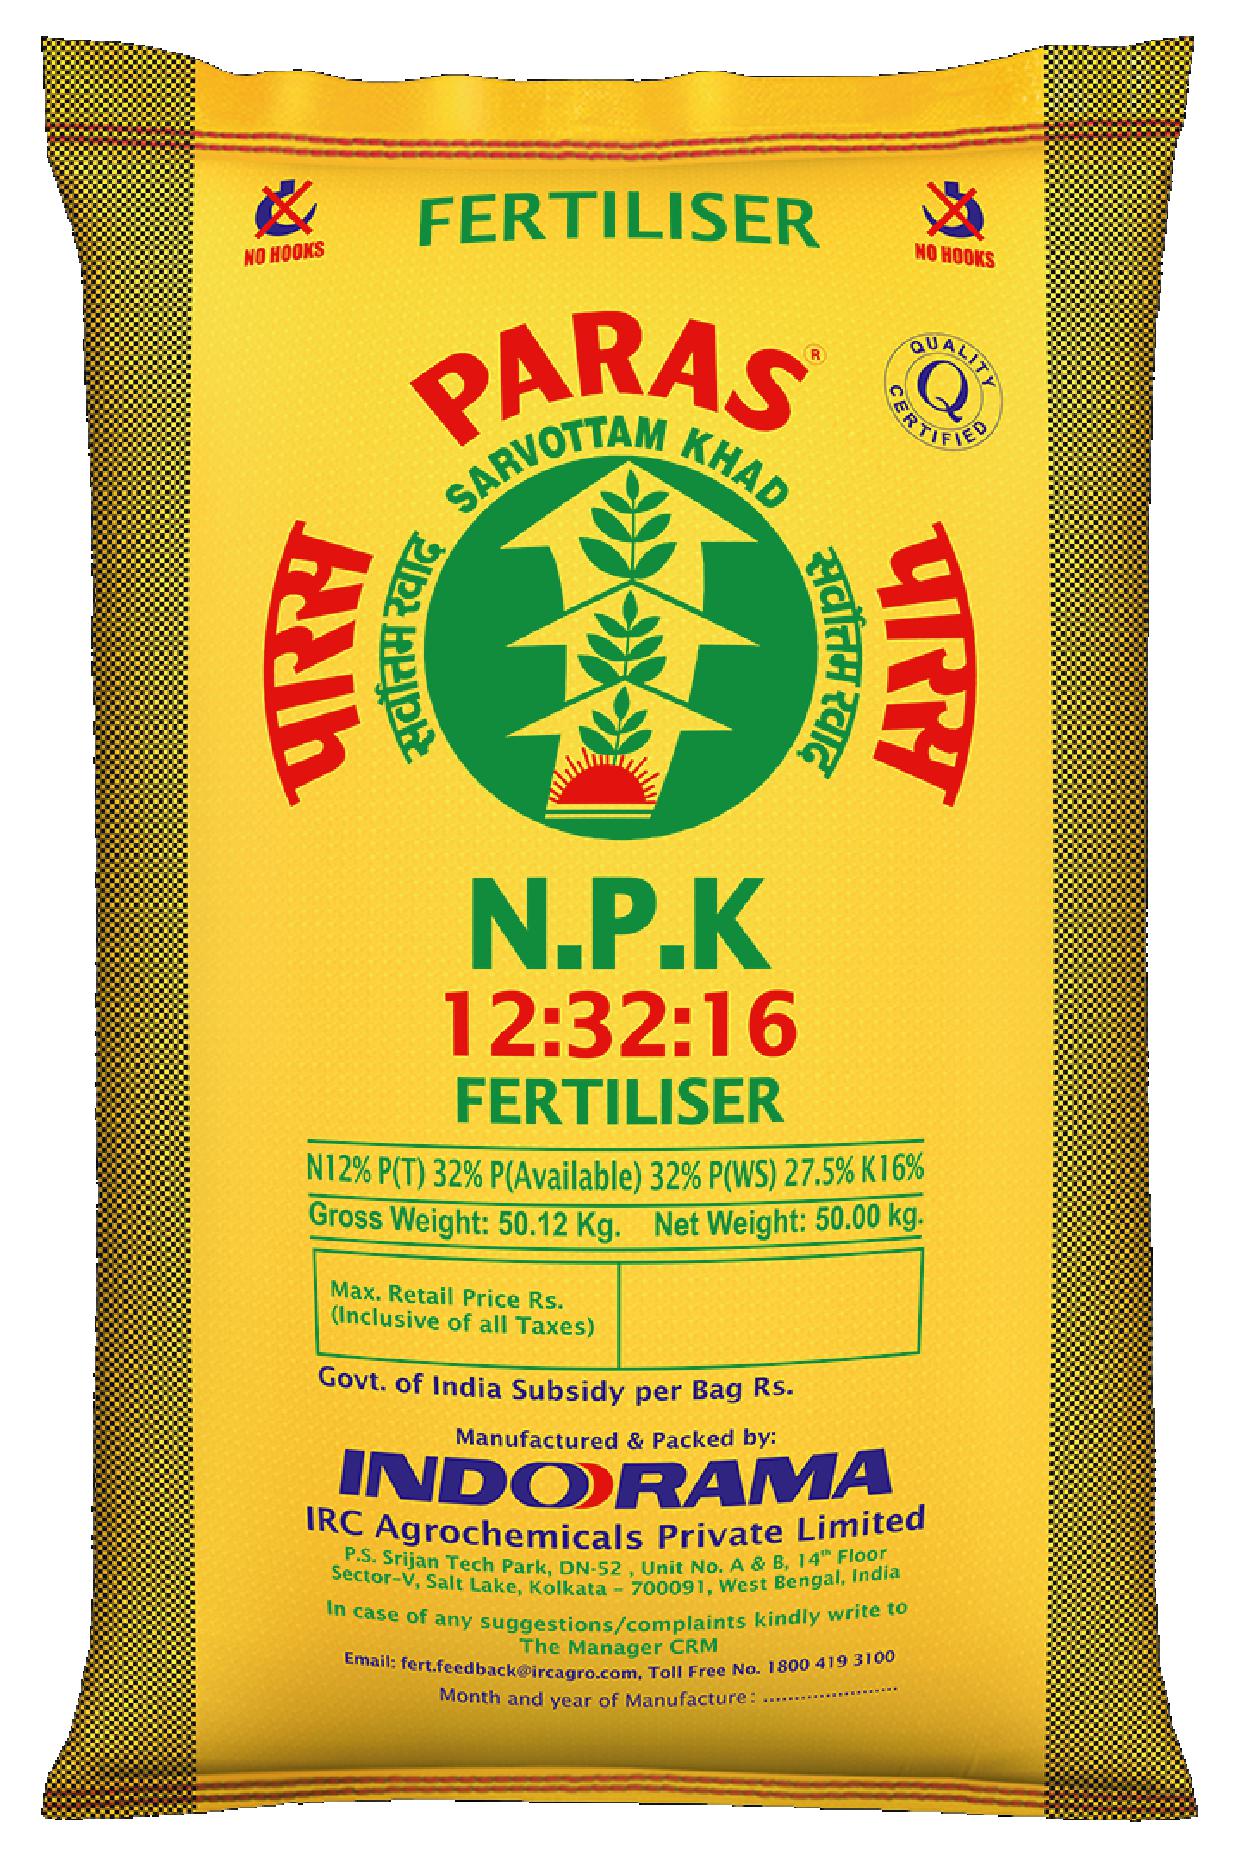 FERTILISER
NO HOOKS
NO HOOKS
PARAS®
SARVOTTAM KHAD
QUALITY CERTIFIED
Q
पारस
सर्वोत्तम खाद
सर्वोत्तम खाद
पारस
N.P.K
12:32:16
FERTILISER
N12% P(T) 32% P(Available) 32% P(WS) 27.5% K16%
Gross Weight: 50.12 Kg. Net Weight: 50.00 kg.
Max. Retail Price Rs.
(Inclusive of all Taxes)
Govt. of India Subsidy per Bag Rs.
Manufactured & Packed by:
INDORAMA
IRC Agrochemicals Private Limited
P.S. Srijan Tech Park, DN-52 , Unit No. A & B, 14th Floor
Sector-V, Salt Lake, Kolkata – 700091, West Bengal, India
In case of any suggestions/complaints kindly write to
The Manager CRM
Email: fert.feedback@ircagro.com, Toll Free No. 1800 419 3100
Month and year of Manufacture: ........................